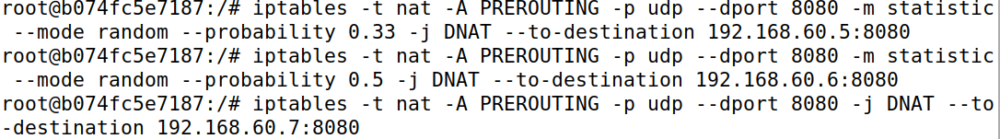 root@b074fc5e7187:/# iptables -t nat -A PREROUTING -p udp --dport 8080 -m statistic
 --mode random --probability 0.33 -j DNAT --to-destination 192.168.60.5:8080
root@b074fc5e7187:/# iptables -t nat -A PREROUTING -p udp --dport 8080 -m statistic
 --mode random --probability 0.5 -j DNAT --to-destination 192.168.60.6:8080
root@b074fc5e7187:/# iptables -t nat -A PREROUTING -p udp --dport 8080 -j DNAT --to
-destination 192.168.60.7:8080